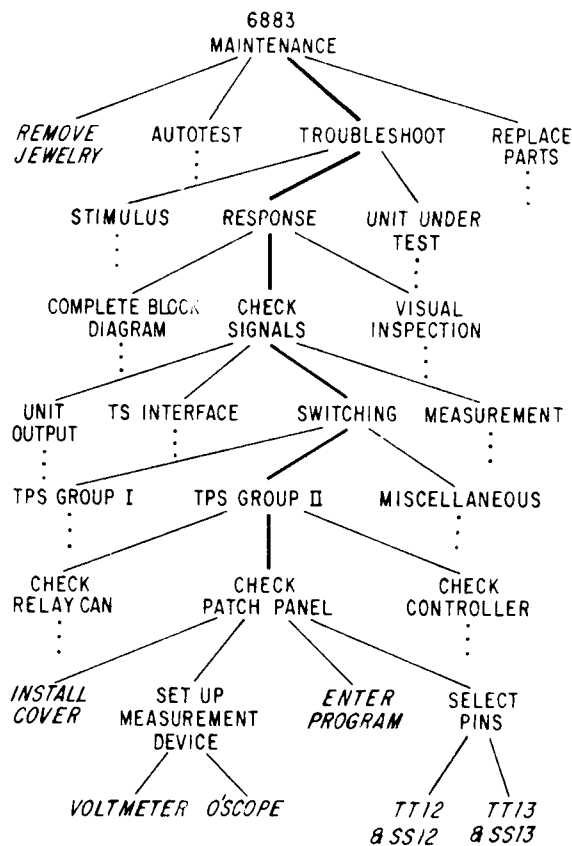 6883
MAINTENANCE
REMOVE JEWELRY
AUTOTEST
TROUBLESHOOT
REPLACE PARTS
STIMULUS
RESPONSE
UNIT UNDER TEST
COMPLETE BLOCK DIAGRAM
CHECK SIGNALS
VISUAL INSPECTION
UNIT OUTPUT
TS INTERFACE
SWITCHING
MEASUREMENT
TPS GROUP I
TPS GROUP II
MISCELLANEOUS
CHECK RELAY CAN
CHECK PATCH PANEL
CHECK CONTROLLER
INSTALL COVER
SET UP MEASUREMENT DEVICE
ENTER PROGRAM
SELECT PINS
VOLTMETER
O'SCOPE
TT12 & SS12
TT13 & SS13